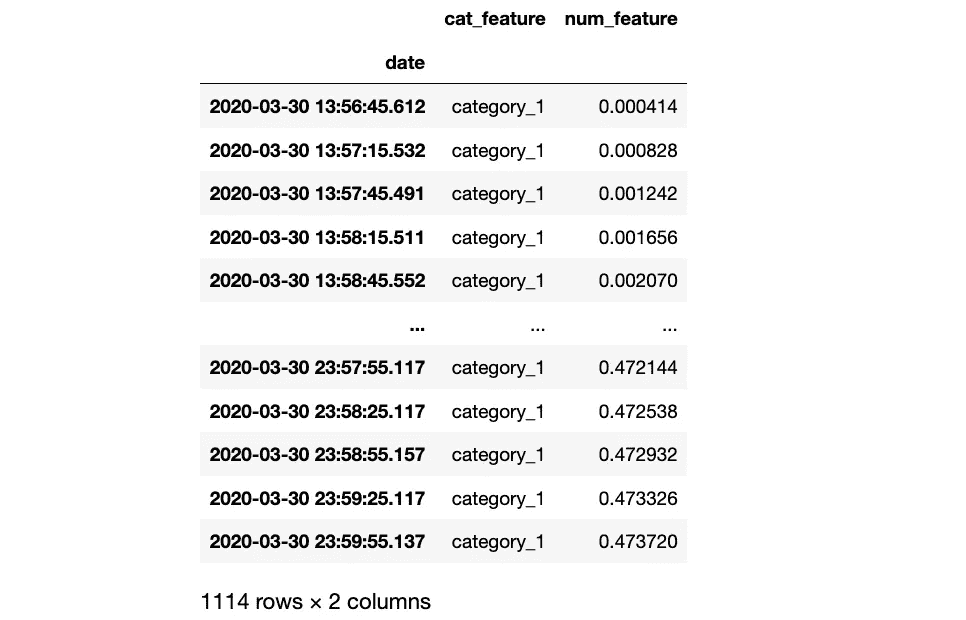 cat_feature num_feature
date
2020-03-30 13:56:45.612 category_1 0.000414
2020-03-30 13:57:15.532 category_1 0.000828
2020-03-30 13:57:45.491 category_1 0.001242
2020-03-30 13:58:15.511 category_1 0.001656
2020-03-30 13:58:45.552 category_1 0.002070
... ... ...
2020-03-30 23:57:55.117 category_1 0.472144
2020-03-30 23:58:25.117 category_1 0.472538
2020-03-30 23:58:55.157 category_1 0.472932
2020-03-30 23:59:25.117 category_1 0.473326
2020-03-30 23:59:55.137 category_1 0.473720
1114 rows × 2 columns